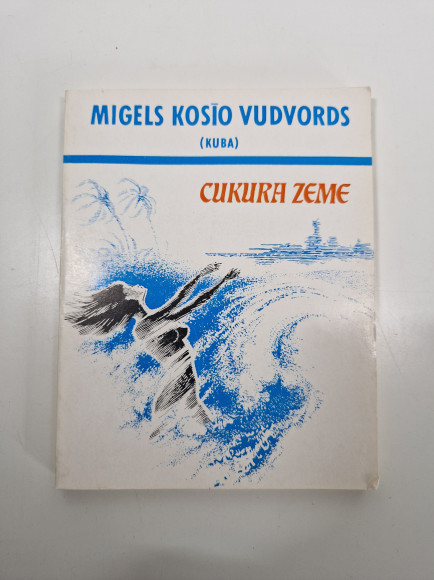 MIGELS KOSĪO VUDVORDS
(KUBA)
CUKURA ZEME